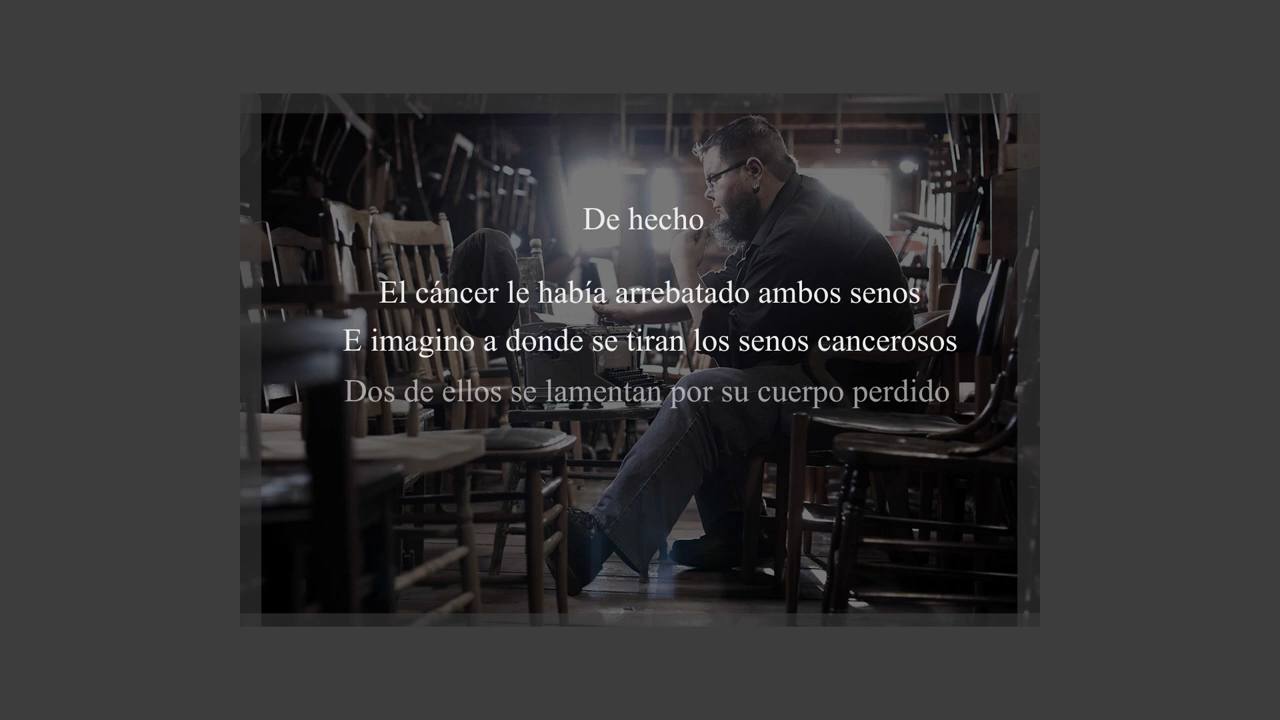 De hecho
El cáncer le había arrebatado ambos senos
E imagino a donde se tiran los senos cancerosos
Dos de ellos se lamentan por su cuerpo perdido